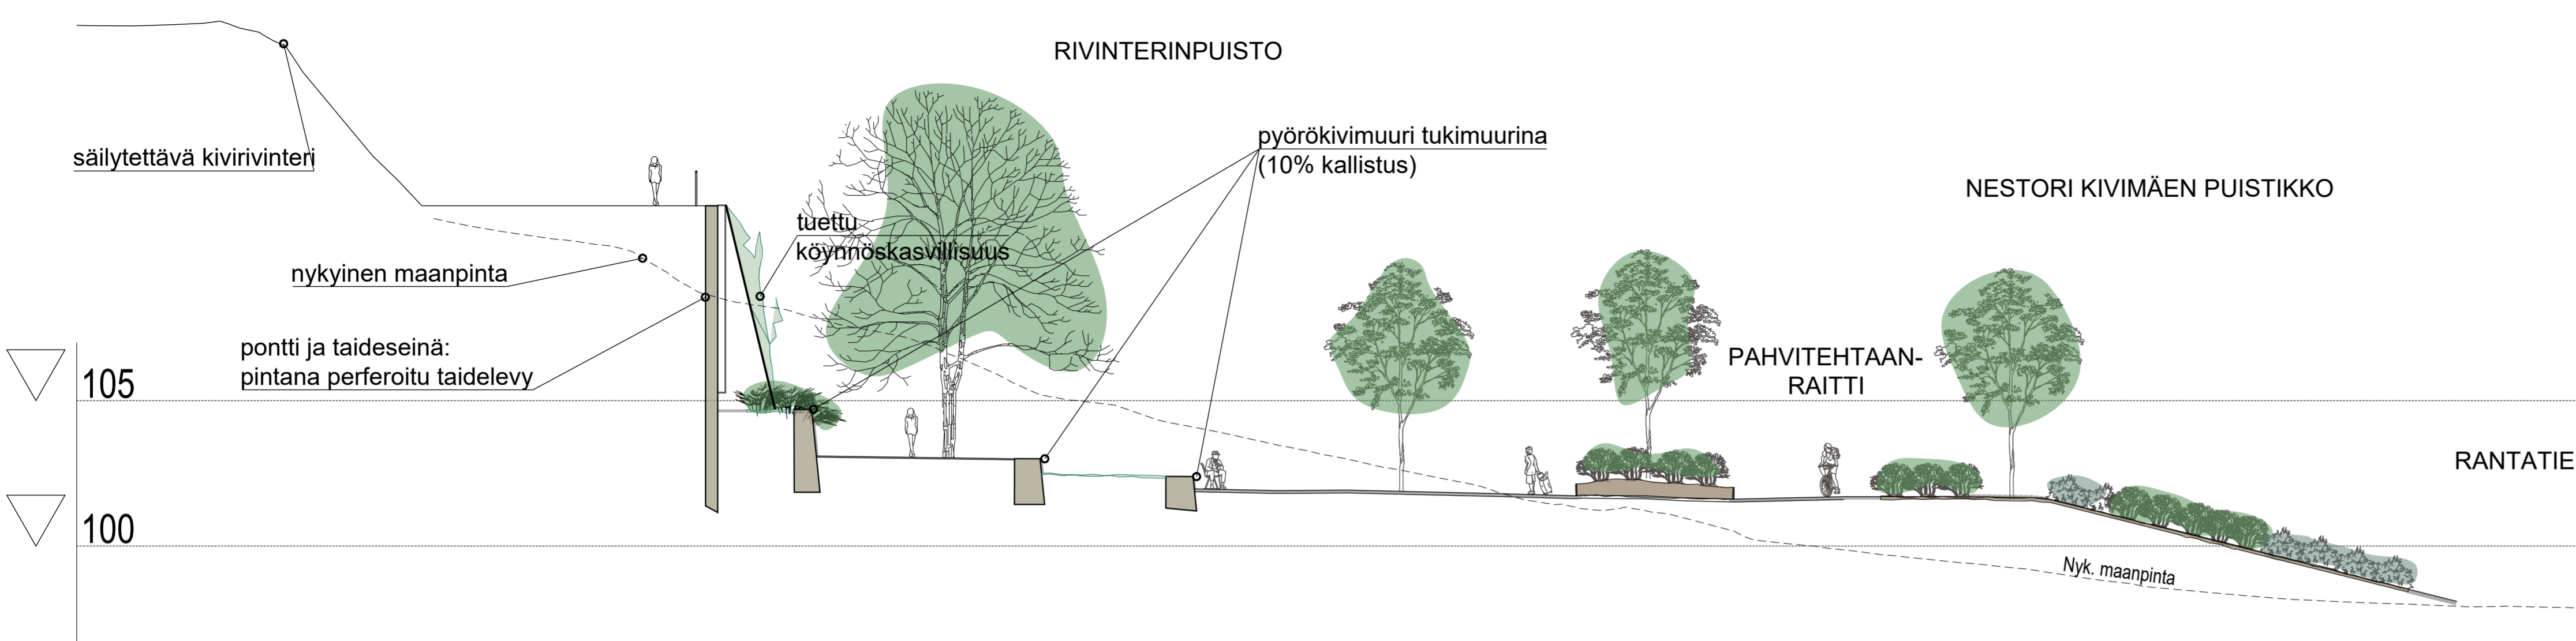 RIVINTERINPUISTO
säilytettävä kivirivinteri
pyörökivimuuri tukimuurina
(10% kallistus)
NESTORI KIVIMÄEN PUISTIKKO
tuettu
köynnöskasvillisuus
nykyinen maanpinta
pontti ja taideseinä:
pintana perferoitu taidelevy
PAHVITEHTAAN-
RAITTI
105
RANTATIE
100
Nyk. maanpinta